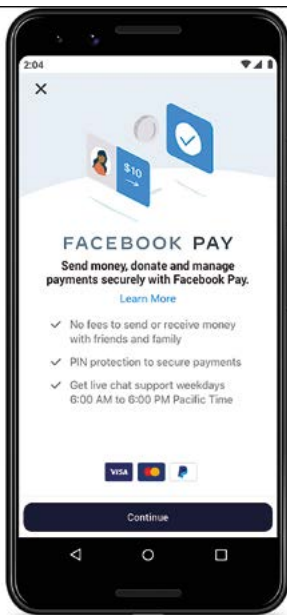 2:04
$10
FACEBOOK PAY
Send money, donate and manage
payments securely with Facebook Pay.
Learn More
No fees to send or receive money
with friends and family
PIN protection to secure payments
Get live chat support weekdays
6:00 AM to 6:00 PM Pacific Time
VISA
Continue